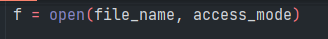 f = open(file_name, access_mode)